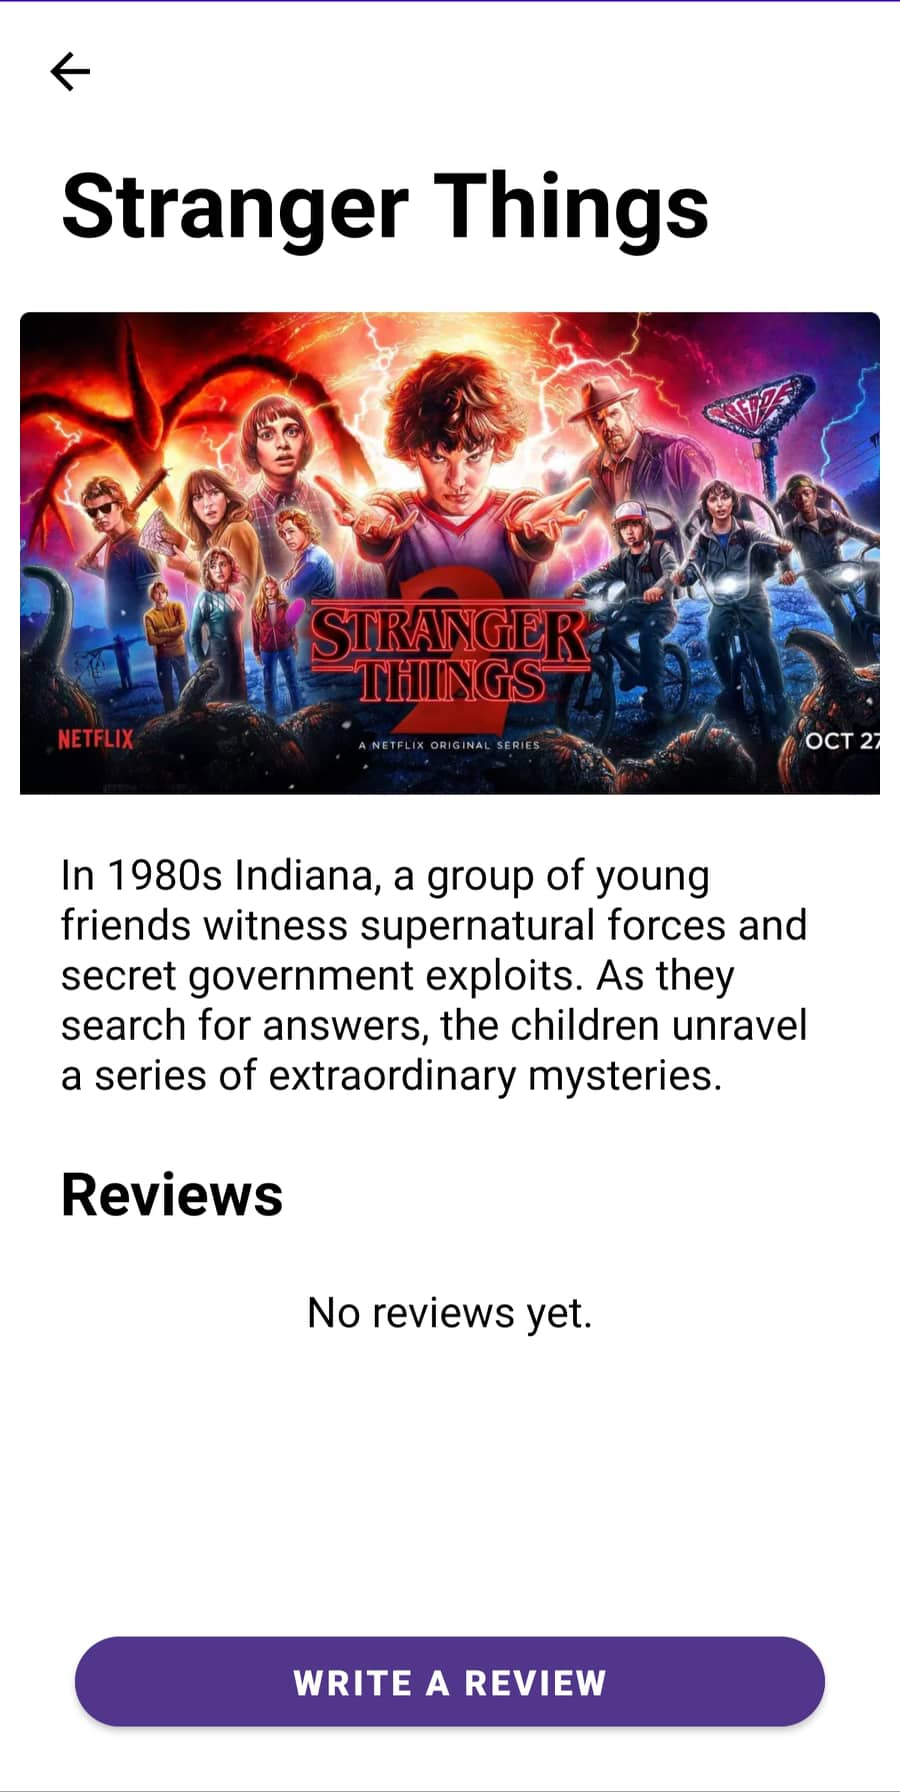 Stranger Things
2
STRANGER
THINGS
NETFLIX
A NETFLIX ORIGINAL SERIES
OCT 27
In 1980s Indiana, a group of young
friends witness supernatural forces and
secret government exploits. As they
search for answers, the children unravel
a series of extraordinary mysteries.
Reviews
No reviews yet.
WRITE A REVIEW